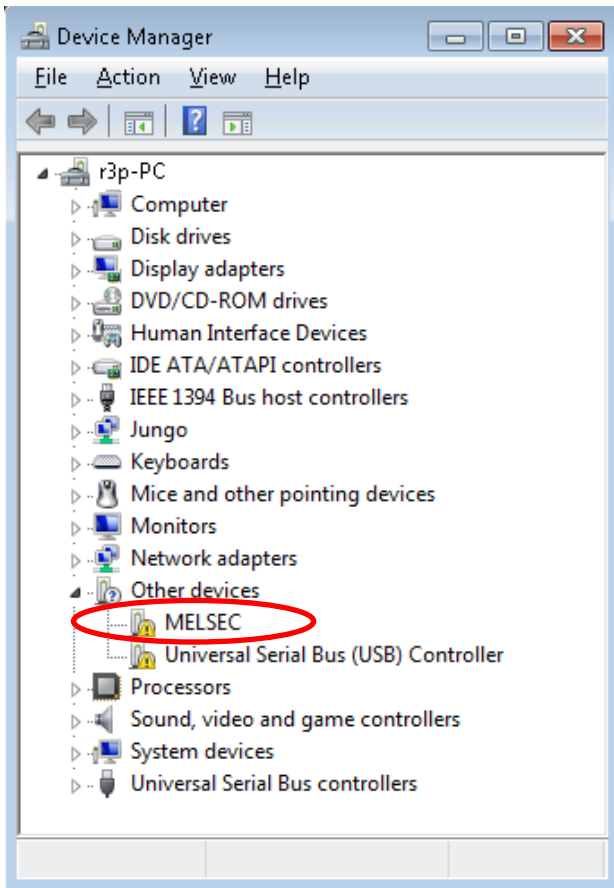 Device Manager
File Action View Help
r3p-PC
Computer
Disk drives
Display adapters
DVD/CD-ROM drives
Human Interface Devices
IDE ATA/ATAPI controllers
IEEE 1394 Bus host controllers
Jungo
Keyboards
Mice and other pointing devices
Monitors
Network adapters
Other devices
MELSEC
Universal Serial Bus (USB) Controller
Processors
Sound, video and game controllers
System devices
Universal Serial Bus controllers